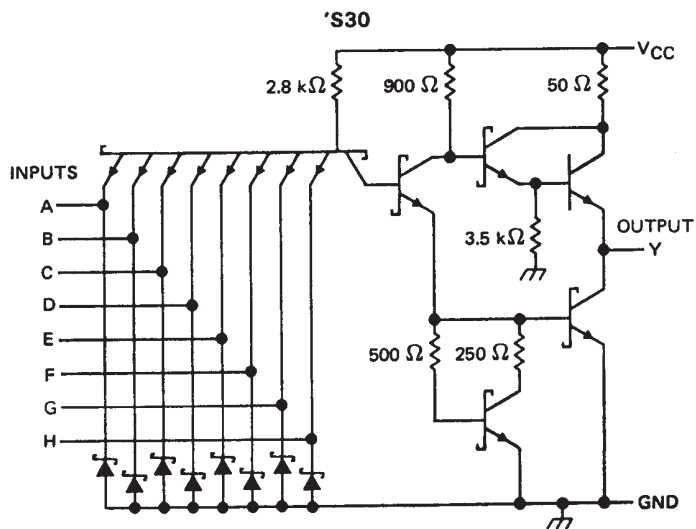 'S30
VCC
2.8 kΩ
900 Ω
50 Ω
INPUTS
A
B
C
D
E
F
G
H
3.5 kΩ
OUTPUT
Y
500 Ω
250 Ω
GND